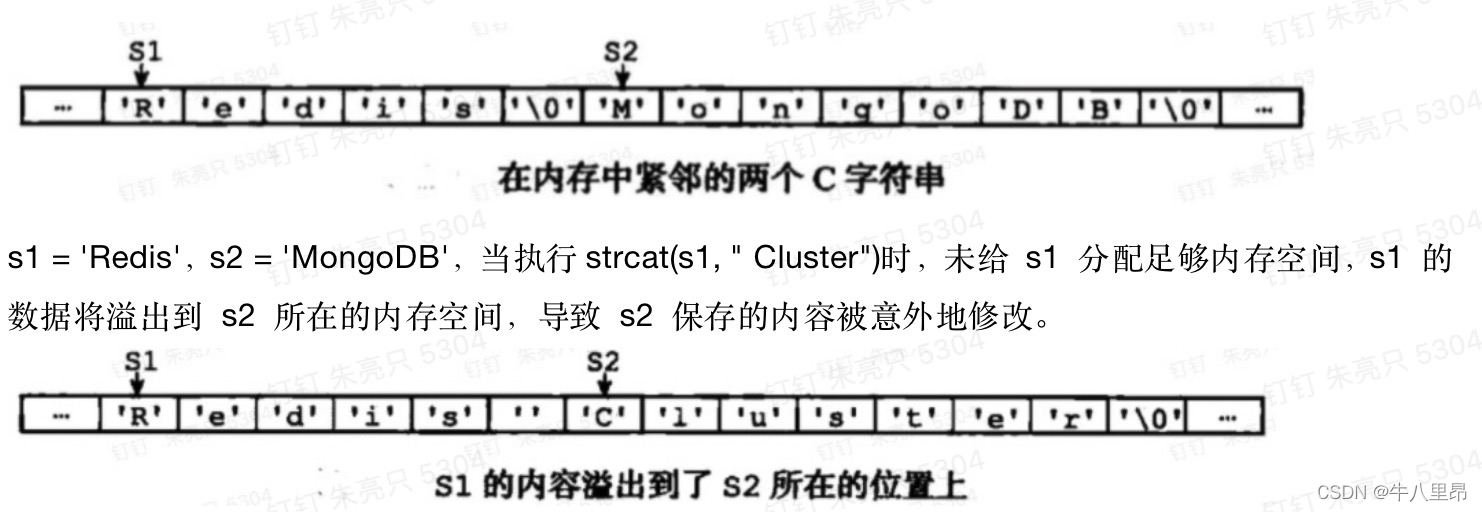 S1 S2
… 'R' 'e' 'd' 'i' 's' '\0' 'M' 'o' 'n' 'g' 'o' 'D' 'B' '\0' …
在内存中紧邻的两个 C 字符串
s1 = 'Redis', s2 = 'MongoDB', 当执行 strcat(s1, " Cluster")时, 未给 s1 分配足够内存空间, s1 的
数据将溢出到 s2 所在的内存空间, 导致 s2 保存的内容被意外地修改。
S1 S2
… 'R' 'e' 'd' 'i' 's' '' 'C' 'l' 'u' 's' 't' 'e' 'r' '\0' …
S1 的内容溢出到了 S2 所在的位置上
钉钉 朱亮只 5304
CSDN @牛八里昂